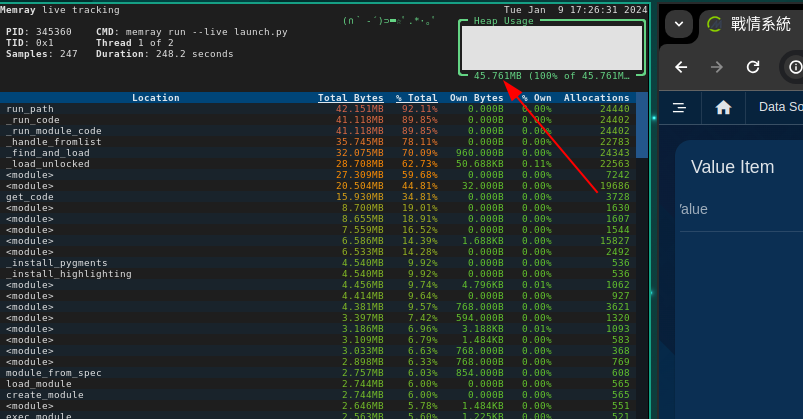 Memray live tracking Tue Jan 9 17:26:31 2024
(∩｀-´)⊃━☆ﾟ.*･｡ﾟ Heap Usage
PID: 345360 CMD: memray run --live launch.py
TID: 0x1 Thread 1 of 2
Samples: 247 Duration: 248.2 seconds
45.761MB (100% of 45.761M…
Location Total Bytes % Total Own Bytes % Own Allocations
run_path 42.151MB 92.11% 0.000B 0.00% 24440
_run_code 41.118MB 89.85% 0.000B 0.00% 24402
_run_module_code 41.118MB 89.85% 0.000B 0.00% 24402
_handle_fromlist 35.745MB 78.11% 0.000B 0.00% 22783
_find_and_load 32.075MB 70.09% 960.000B 0.00% 24343
_load_unlocked 28.708MB 62.73% 50.688KB 0.11% 22563
<module> 27.309MB 59.68% 0.000B 0.00% 7242
<module> 20.504MB 44.81% 32.000B 0.00% 19686
get_code 15.930MB 34.81% 0.000B 0.00% 3728
<module> 8.700MB 19.01% 0.000B 0.00% 1630
<module> 8.655MB 18.91% 0.000B 0.00% 1607
<module> 7.559MB 16.52% 0.000B 0.00% 1544
<module> 6.586MB 14.39% 1.688KB 0.00% 15827
<module> 6.533MB 14.28% 0.000B 0.00% 2492
_install_pygments 4.540MB 9.92% 0.000B 0.00% 536
_install_highlighting 4.540MB 9.92% 0.000B 0.00% 536
<module> 4.456MB 9.74% 4.796KB 0.01% 1062
<module> 4.414MB 9.64% 0.000B 0.00% 927
<module> 4.381MB 9.57% 768.000B 0.00% 3621
<module> 3.397MB 7.42% 594.000B 0.00% 1320
<module> 3.186MB 6.96% 3.188KB 0.01% 1093
<module> 3.109MB 6.79% 1.484KB 0.00% 583
<module> 3.033MB 6.63% 768.000B 0.00% 368
<module> 2.898MB 6.33% 768.000B 0.00% 769
module_from_spec 2.757MB 6.03% 854.000B 0.00% 608
load_module 2.744MB 6.00% 0.000B 0.00% 565
create_module 2.744MB 6.00% 0.000B 0.00% 565
<module> 2.646MB 5.78% 1.484KB 0.00% 551
exec_module 2.563MB 5.60% 1.225KB 0.00% 521
戰情系統
Data So
Value Item
Value